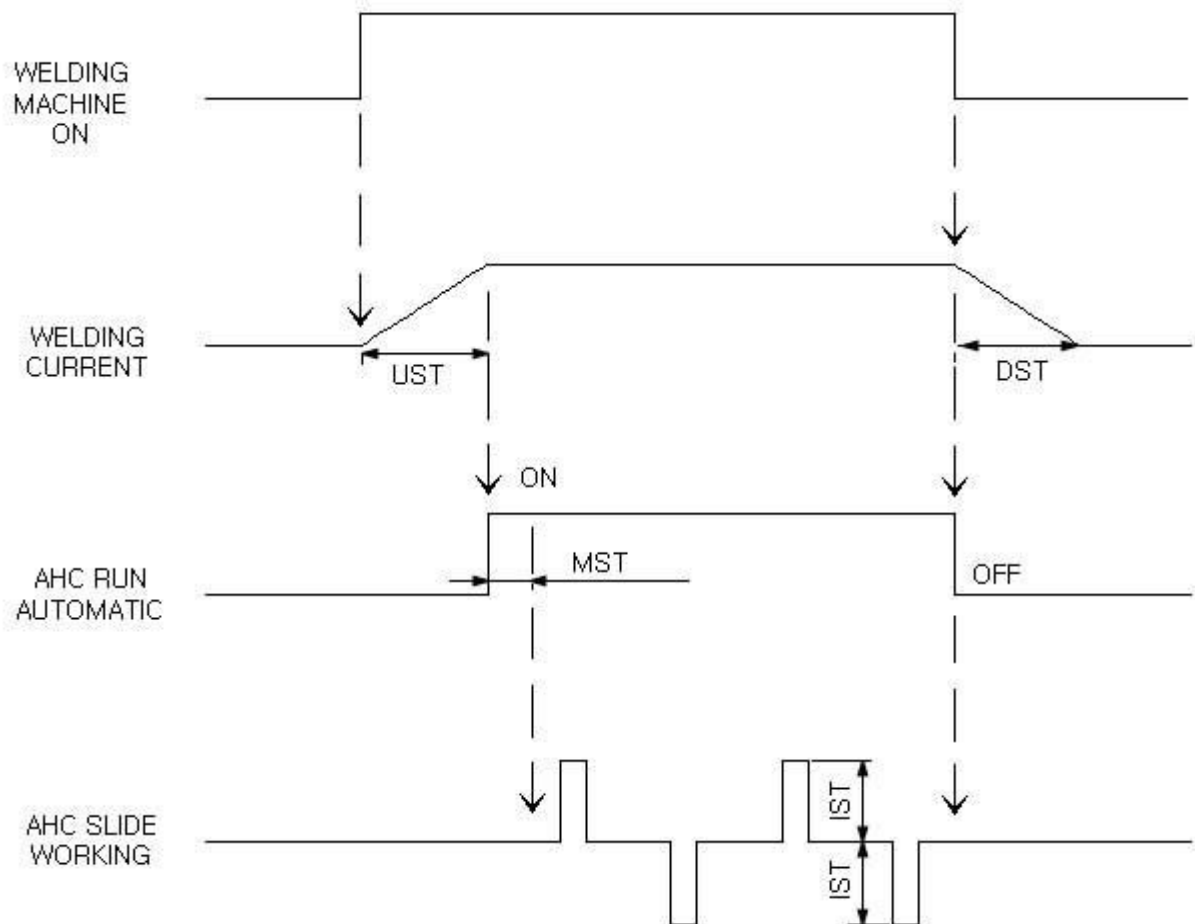 WELDING
MACHINE
ON
WELDING
CURRENT
UST
DST
ON
AHC RUN
AUTOMATIC
MST
OFF
AHC SLIDE
WORKING
IST
IST